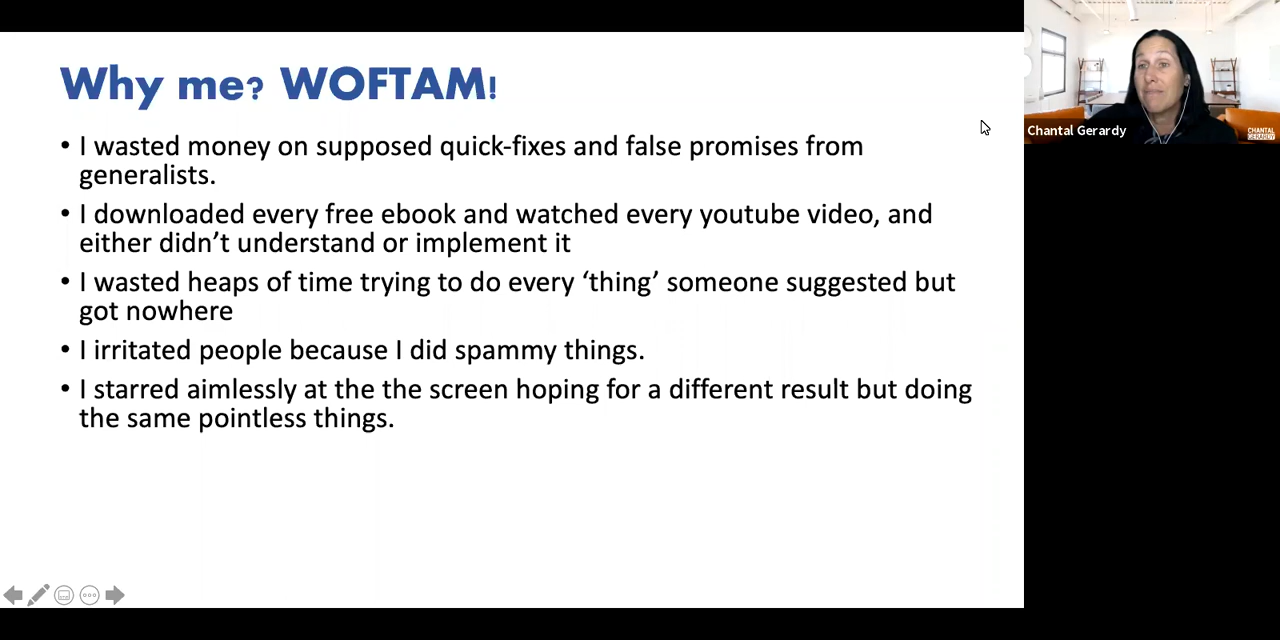 Why me? WOFTAM!
• I wasted money on supposed quick-fixes and false promises from
generalists.
• I downloaded every free ebook and watched every youtube video, and
either didn’t understand or implement it
• I wasted heaps of time trying to do every ‘thing’ someone suggested but
got nowhere
• I irritated people because I did spammy things.
• I starred aimlessly at the the screen hoping for a different result but doing
the same pointless things.
Chantal Gerardy
CHANTAL
GERARDY